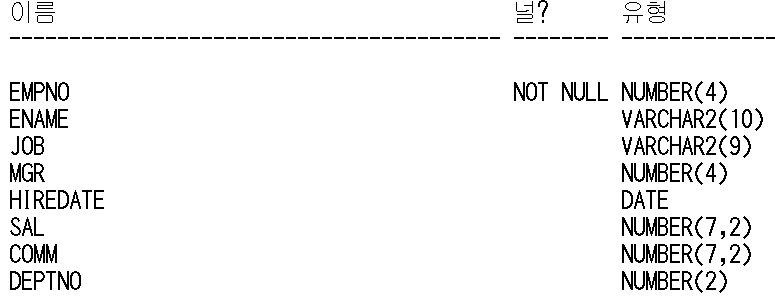 이름 널? 유형
----------------------------------------- -------- -------------
EMPNO NOT NULL NUMBER(4)
ENAME VARCHAR2(10)
JOB VARCHAR2(9)
MGR NUMBER(4)
HIREDATE DATE
SAL NUMBER(7,2)
COMM NUMBER(7,2)
DEPTNO NUMBER(2)